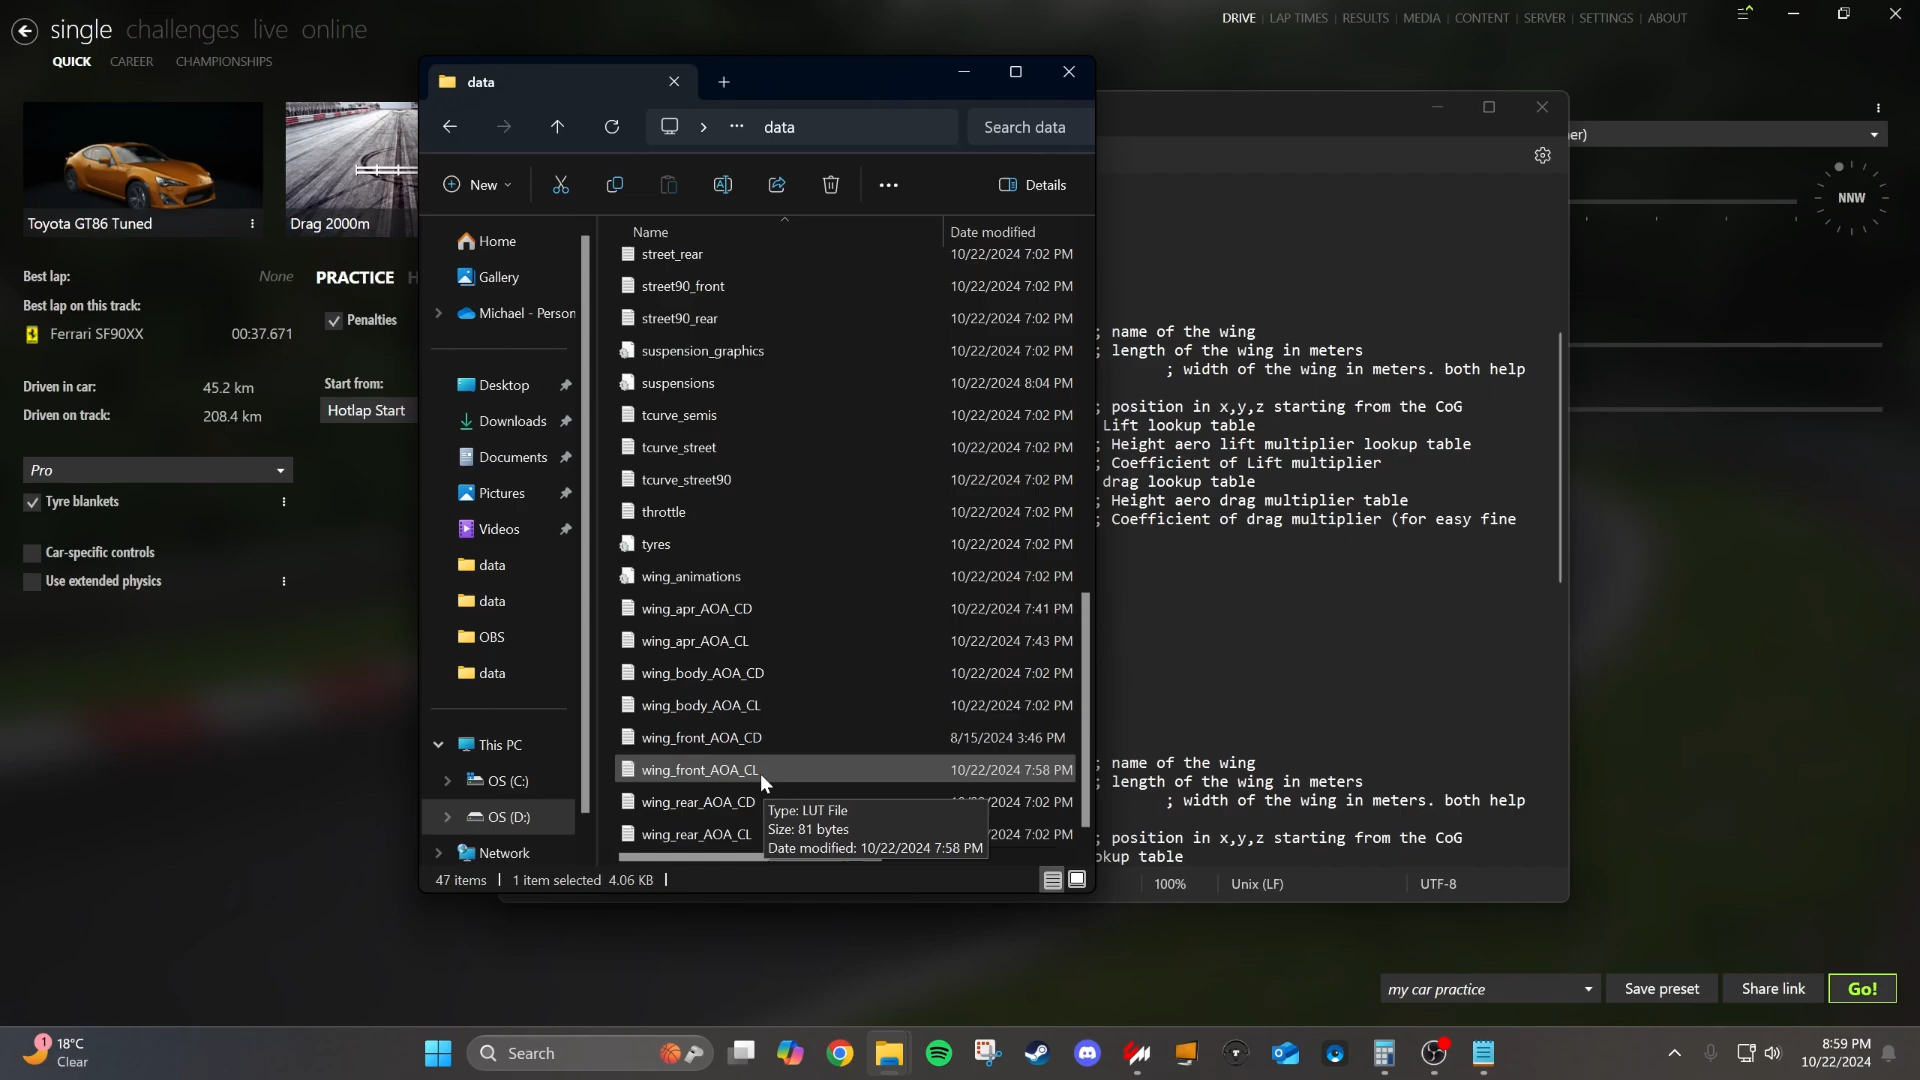 single challenges live online
QUICK CAREER CHAMPIONSHIPS
DRIVE | LAP TIMES | RESULTS | MEDIA | CONTENT | SERVER | SETTINGS | ABOUT
Toyota GT86 Tuned
Drag 2000m
Best lap: None
Best lap on this track:
Ferrari SF90XX 00:37.671
Driven in car: 45.2 km
Driven on track: 208.4 km
Pro
Tyre blankets
Car-specific controls
Use extended physics
PRACTICE H
Penalties
Start from:
Hotlap Start
data
data
Search data
New
Details
Home
Gallery
Michael - Person
Desktop
Downloads
Documents
Pictures
Videos
data
data
OBS
data
This PC
OS (C:)
OS (D:)
Network
Name Date modified
street_rear 10/22/2024 7:02 PM
street90_front 10/22/2024 7:02 PM
street90_rear 10/22/2024 7:02 PM
suspension_graphics 10/22/2024 7:02 PM
suspensions 10/22/2024 8:04 PM
tcurve_semis 10/22/2024 7:02 PM
tcurve_street 10/22/2024 7:02 PM
tcurve_street90 10/22/2024 7:02 PM
throttle 10/22/2024 7:02 PM
tyres 10/22/2024 7:02 PM
wing_animations 10/22/2024 7:02 PM
wing_apr_AOA_CD 10/22/2024 7:41 PM
wing_apr_AOA_CL 10/22/2024 7:43 PM
wing_body_AOA_CD 10/22/2024 7:02 PM
wing_body_AOA_CL 10/22/2024 7:02 PM
wing_front_AOA_CD 8/15/2024 3:46 PM
wing_front_AOA_CL 10/22/2024 7:58 PM
wing_rear_AOA_CD 2024 7:02 PM
wing_rear_AOA_CL 2024 7:02 PM
Type: LUT File
Size: 81 bytes
Date modified: 10/22/2024 7:58 PM
47 items | 1 item selected 4.06 KB |
; name of the wing
; length of the wing in meters
; width of the wing in meters. both help
; position in x,y,z starting from the CoG
Lift lookup table
; Height aero lift multiplier lookup table
; Coefficient of Lift multiplier
drag lookup table
; Height aero drag multiplier table
; Coefficient of drag multiplier (for easy fine
; name of the wing
; length of the wing in meters
; width of the wing in meters. both help
; position in x,y,z starting from the CoG
okup table
100% Unix (LF) UTF-8
er)
NNW
my car practice
Save preset
Share link
Go!
1
18°C
Clear
Search
8:59 PM
10/22/2024